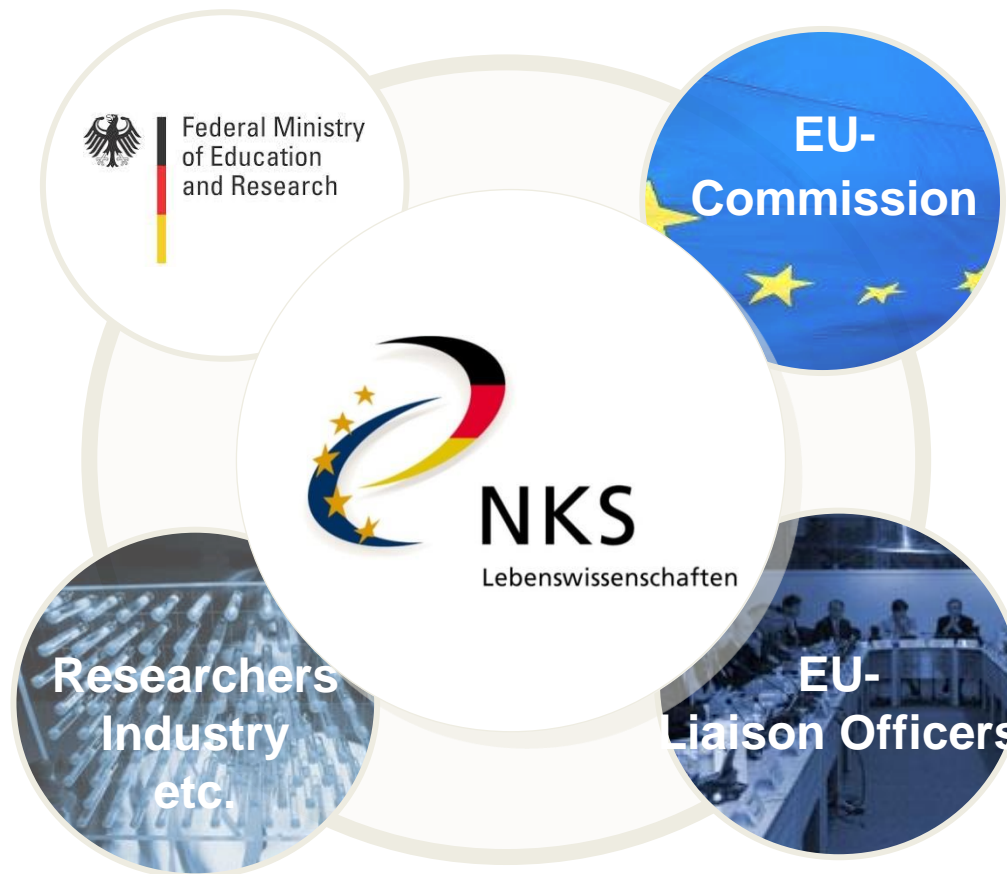 Federal Ministry
of Education
and Research
EU-
Commission
NKS
Lebenswissenschaften
Researchers
Industry
etc.
EU-
Liaison Officers